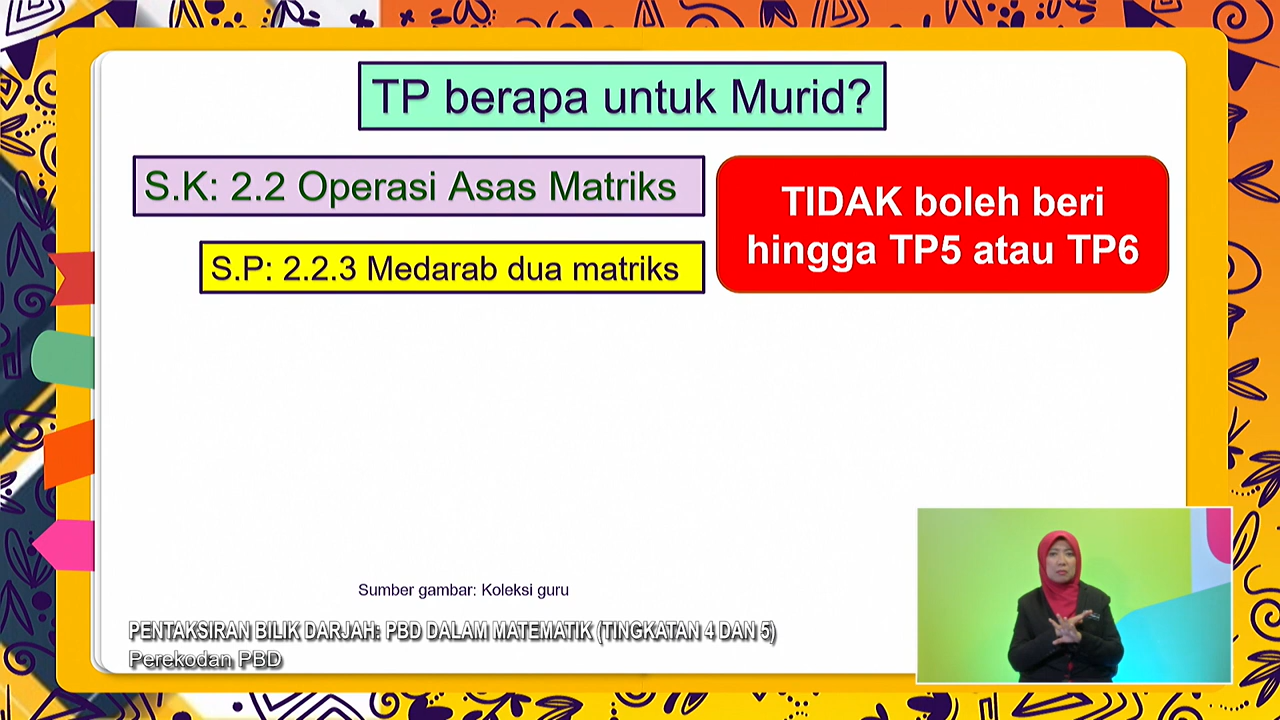 TP berapa untuk Murid?
S.K: 2.2 Operasi Asas Matriks
TIDAK boleh beri
hingga TP5 atau TP6
S.P: 2.2.3 Medarab dua matriks
Sumber gambar: Koleksi guru
PENTAKSIRAN BILIK DARJAH: PBD DALAM MATEMATIK (TINGKATAN 4 DAN 5)
Perekodan PBD